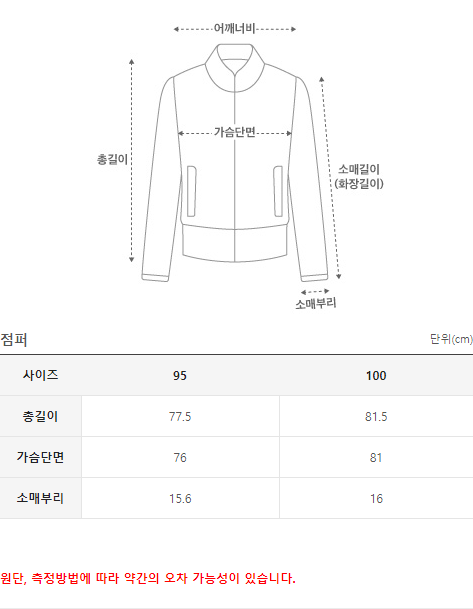 어깨너비
가슴단면
총길이
소매길이
(화장길이)
소매부리
점퍼 단위(cm)
사이즈 95 100
총길이 77.5 81.5
가슴단면 76 81
소매부리 15.6 16
원단, 측정방법에 따라 약간의 오차 가능성이 있습니다.